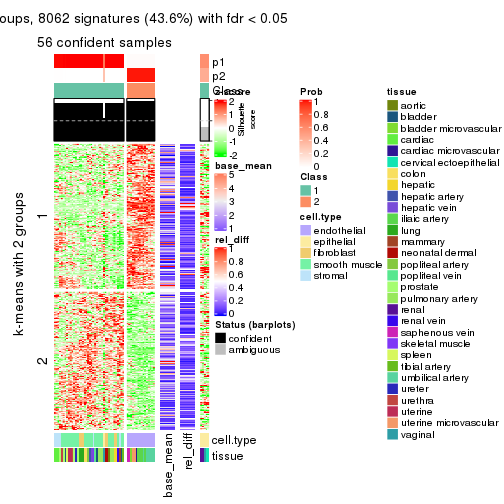 oups, 8062 signatures (43.6%) with fdr < 0.05
56 confident samples
p1
p2
Class
Silhouette
score
k-means with 2 groups
1
2
cell.type
tissue
base_mean
rel_diff
z-score
2
1
0
-1
-2
base_mean
5
4
3
2
1
rel_diff
1
0.8
0.6
0.4
0.2
0
Status (barplots)
confident
ambiguous
Prob
1
0.8
0.6
0.4
0.2
0
Class
1
2
cell.type
endothelial
epithelial
fibroblast
smooth muscle
stromal
tissue
aortic
bladder
bladder microvascular
cardiac
cardiac microvascular
cervical ectoepithelial
colon
hepatic
hepatic artery
hepatic vein
iliac artery
lung
mammary
neonatal dermal
popliteal artery
popliteal vein
prostate
pulmonary artery
renal
renal vein
saphenous vein
skeletal muscle
spleen
tibial artery
umbilical artery
ureter
urethra
uterine
uterine microvascular
vaginal